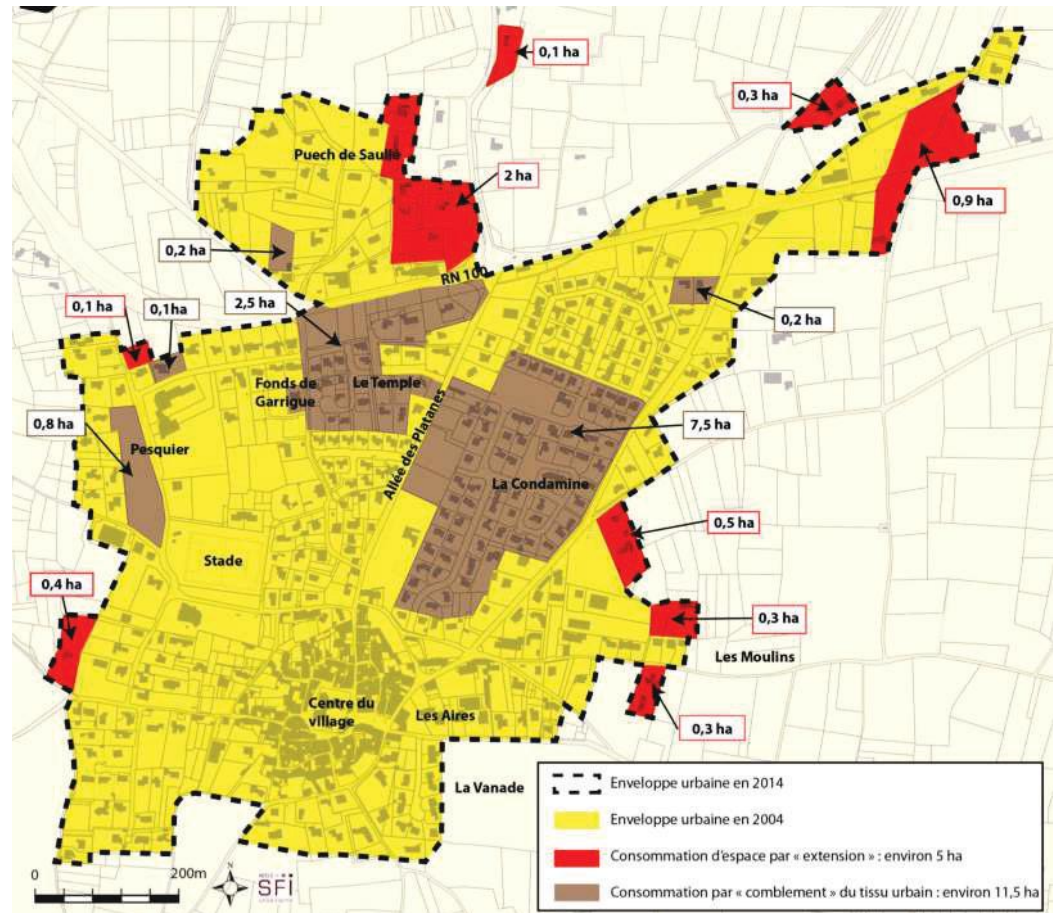 0,1 ha
0,3 ha
Puech de Saulie
2 ha
0,9 ha
0,2 ha
RN 100
0,1 ha
0,1ha
2,5 ha
0,2 ha
Fonds de
Garrigue
Le Temple
Allée des Platanes
0,8 ha
Pesquier
7,5 ha
La Condamine
Stade
0,5 ha
0,4 ha
0,3 ha
Les Moulins
Centre du
village
Les Aires
0,3 ha
La Vanade
Enveloppe urbaine en 2014
Enveloppe urbaine en 2004
Consommation d'espace par « extension » : environ 5 ha
Consommation par « comblement » du tissu urbain : environ 11,5 ha
0
200m
N
SFI